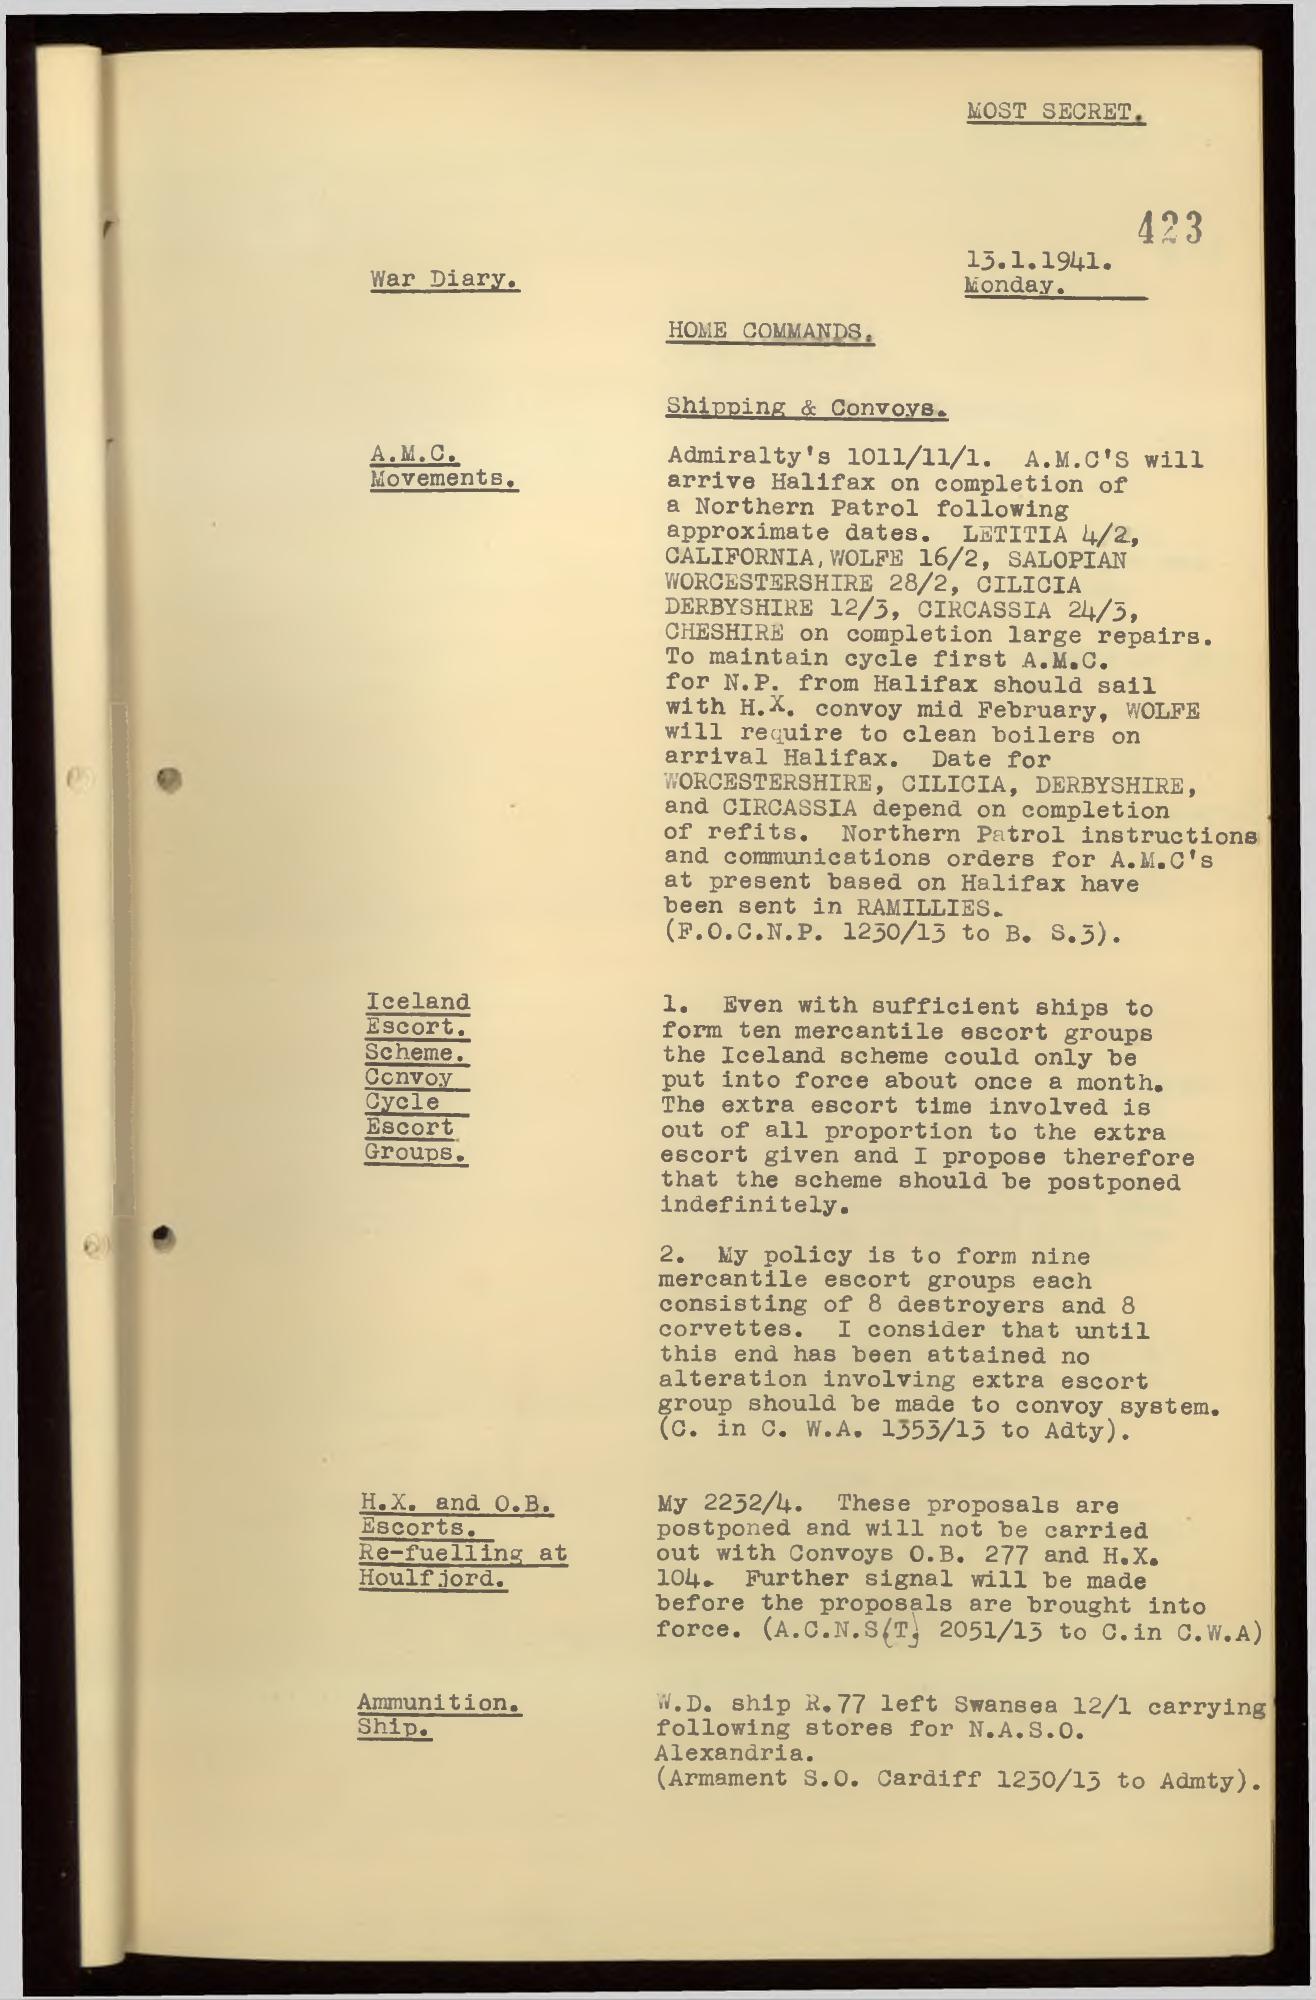 MOST SECRET.
423
13.1.1941.
War Diary.
Monday.
HOME COMMANDS.
Shipping & Convoys.
A.M.C.
Movements.
Admiralty's 1011/11/1. A.M.C'S will
arrive Halifax on completion of
a Northern Patrol following
approximate dates. LETITIA 4/2,
CALIFORNIA, WOLFE 16/2, SALOPIAN
WORCESTERSHIRE 28/2, CILICIA
DERBYSHIRE 12/3, CIRCASSIA 24/3,
CHESHIRE on completion large repairs.
To maintain cycle first A.M.C.
for N.P. from Halifax should sail
with H.X. convoy mid February, WOLFE
will require to clean boilers on
arrival Halifax. Date for
WORCESTERSHIRE, CILICIA, DERBYSHIRE,
and CIRCASSIA depend on completion
of refits. Northern Patrol instructions
and communications orders for A.M.C's
at present based on Halifax have
been sent in RAMILLIES.
(F.O.C.N.P. 1230/13 to B. S.3).
Iceland
Escort.
Scheme.
Convoy
Cycle
Escort
Groups.
1. Even with sufficient ships to
form ten mercantile escort groups
the Iceland scheme could only be
put into force about once a month.
The extra escort time involved is
out of all proportion to the extra
escort given and I propose therefore
that the scheme should be postponed
indefinitely.
2. My policy is to form nine
mercantile escort groups each
consisting of 8 destroyers and 8
corvettes. I consider that until
this end has been attained no
alteration involving extra escort
group should be made to convoy system.
(C. in C. W.A. 1353/13 to Adty).
H.X. and O.B.
Escorts.
Re-fuelling at
Houlfjord.
My 2232/4. These proposals are
postponed and will not be carried
out with Convoys O.B. 277 and H.X.
104. Further signal will be made
before the proposals are brought into
force. (A.C.N.S(T) 2051/13 to C.in C.W.A)
Ammunition.
Ship.
W.D. ship R.77 left Swansea 12/1 carrying
following stores for N.A.S.O.
Alexandria.
(Armament S.O. Cardiff 1230/13 to Admty).